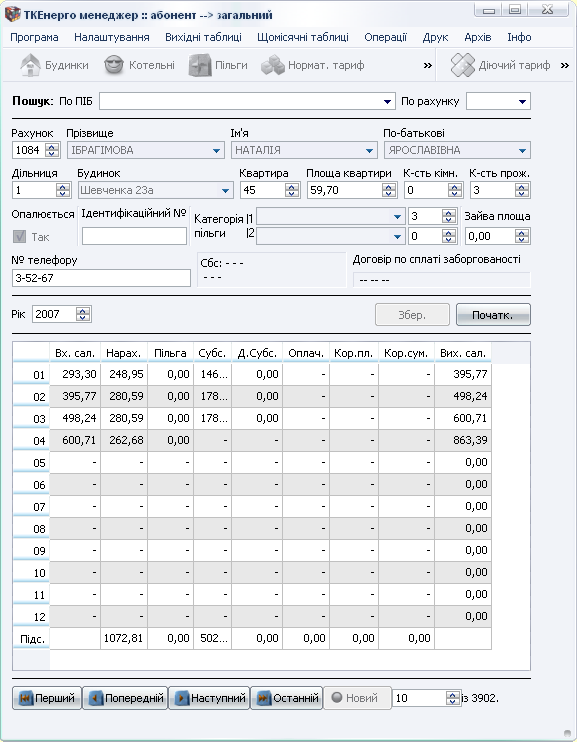 ТКЕнерго менеджер :: абонент --> загальний
Програма Налаштування Вихідні таблиці Щомісячні таблиці Операції Друк Архів Інфо
Будинки Котельні Пільги Нормат. тариф » Діючий тариф »
Пошук: По ПІБ По рахунку
Рахунок Прізвище Ім'я По-батькові
1084 ІБРАГІМОВА НАТАЛІЯ ЯРОСЛАВІВНА
Дільниця Будинок Квартира Площа квартири К-сть кімн. К-сть прож.
1 Шевченка 23а 45 59,70 0 3
Опалюється Ідентифікаційний № Категорія |1 3 Зайва площа
Так пільги |2 0 0,00
№ телефору Сбс: - - - Договір по сплаті заборгованості
3-52-67 - - - -- -- --
Рік 2007 Збер. Початк.
Вх. сал. Нарах. Пільга Субс. Д.Субс. Оплач. Кор.пл. Кор.сум. Вих. сал.
01 293,30 248,95 0,00 146... 0,00 - - - 395,77
02 395,77 280,59 0,00 178... 0,00 - - - 498,24
03 498,24 280,59 0,00 178... 0,00 - - - 600,71
04 600,71 262,68 0,00 - - - - - 863,39
05 - - - - - - - - 0,00
06 - - - - - - - - 0,00
07 - - - - - - - - 0,00
08 - - - - - - - - 0,00
09 - - - - - - - - 0,00
10 - - - - - - - - 0,00
11 - - - - - - - - 0,00
12 - - - - - - - - 0,00
Підс. 1072,81 0,00 502... 0,00 0,00 0,00 0,00
Перший Попередній Наступний Останній Новий 10 із 3902.